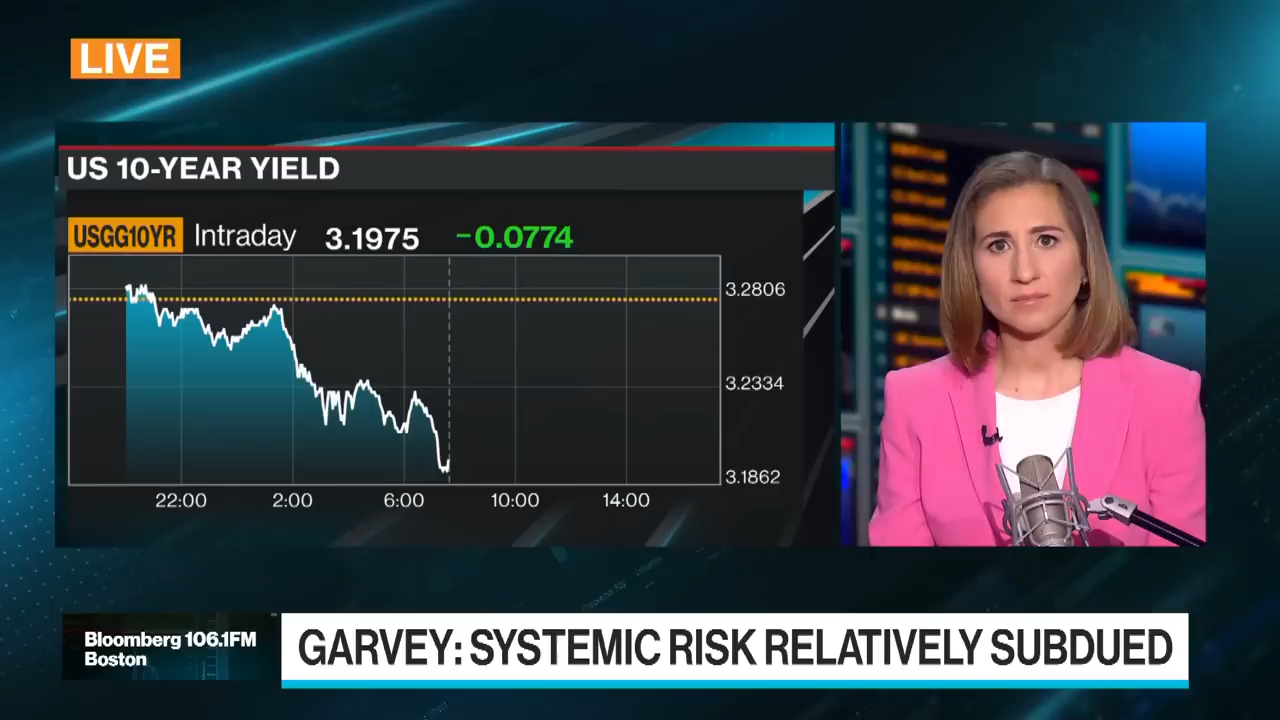 LIVE
US 10-YEAR YIELD
USGG10YR Intraday 3.1975 -0.0774
3.2806
3.2334
3.1862
22:00 2:00 6:00 10:00 14:00
Bloomberg 106.1FM
Boston
GARVEY: SYSTEMIC RISK RELATIVELY SUBDUED